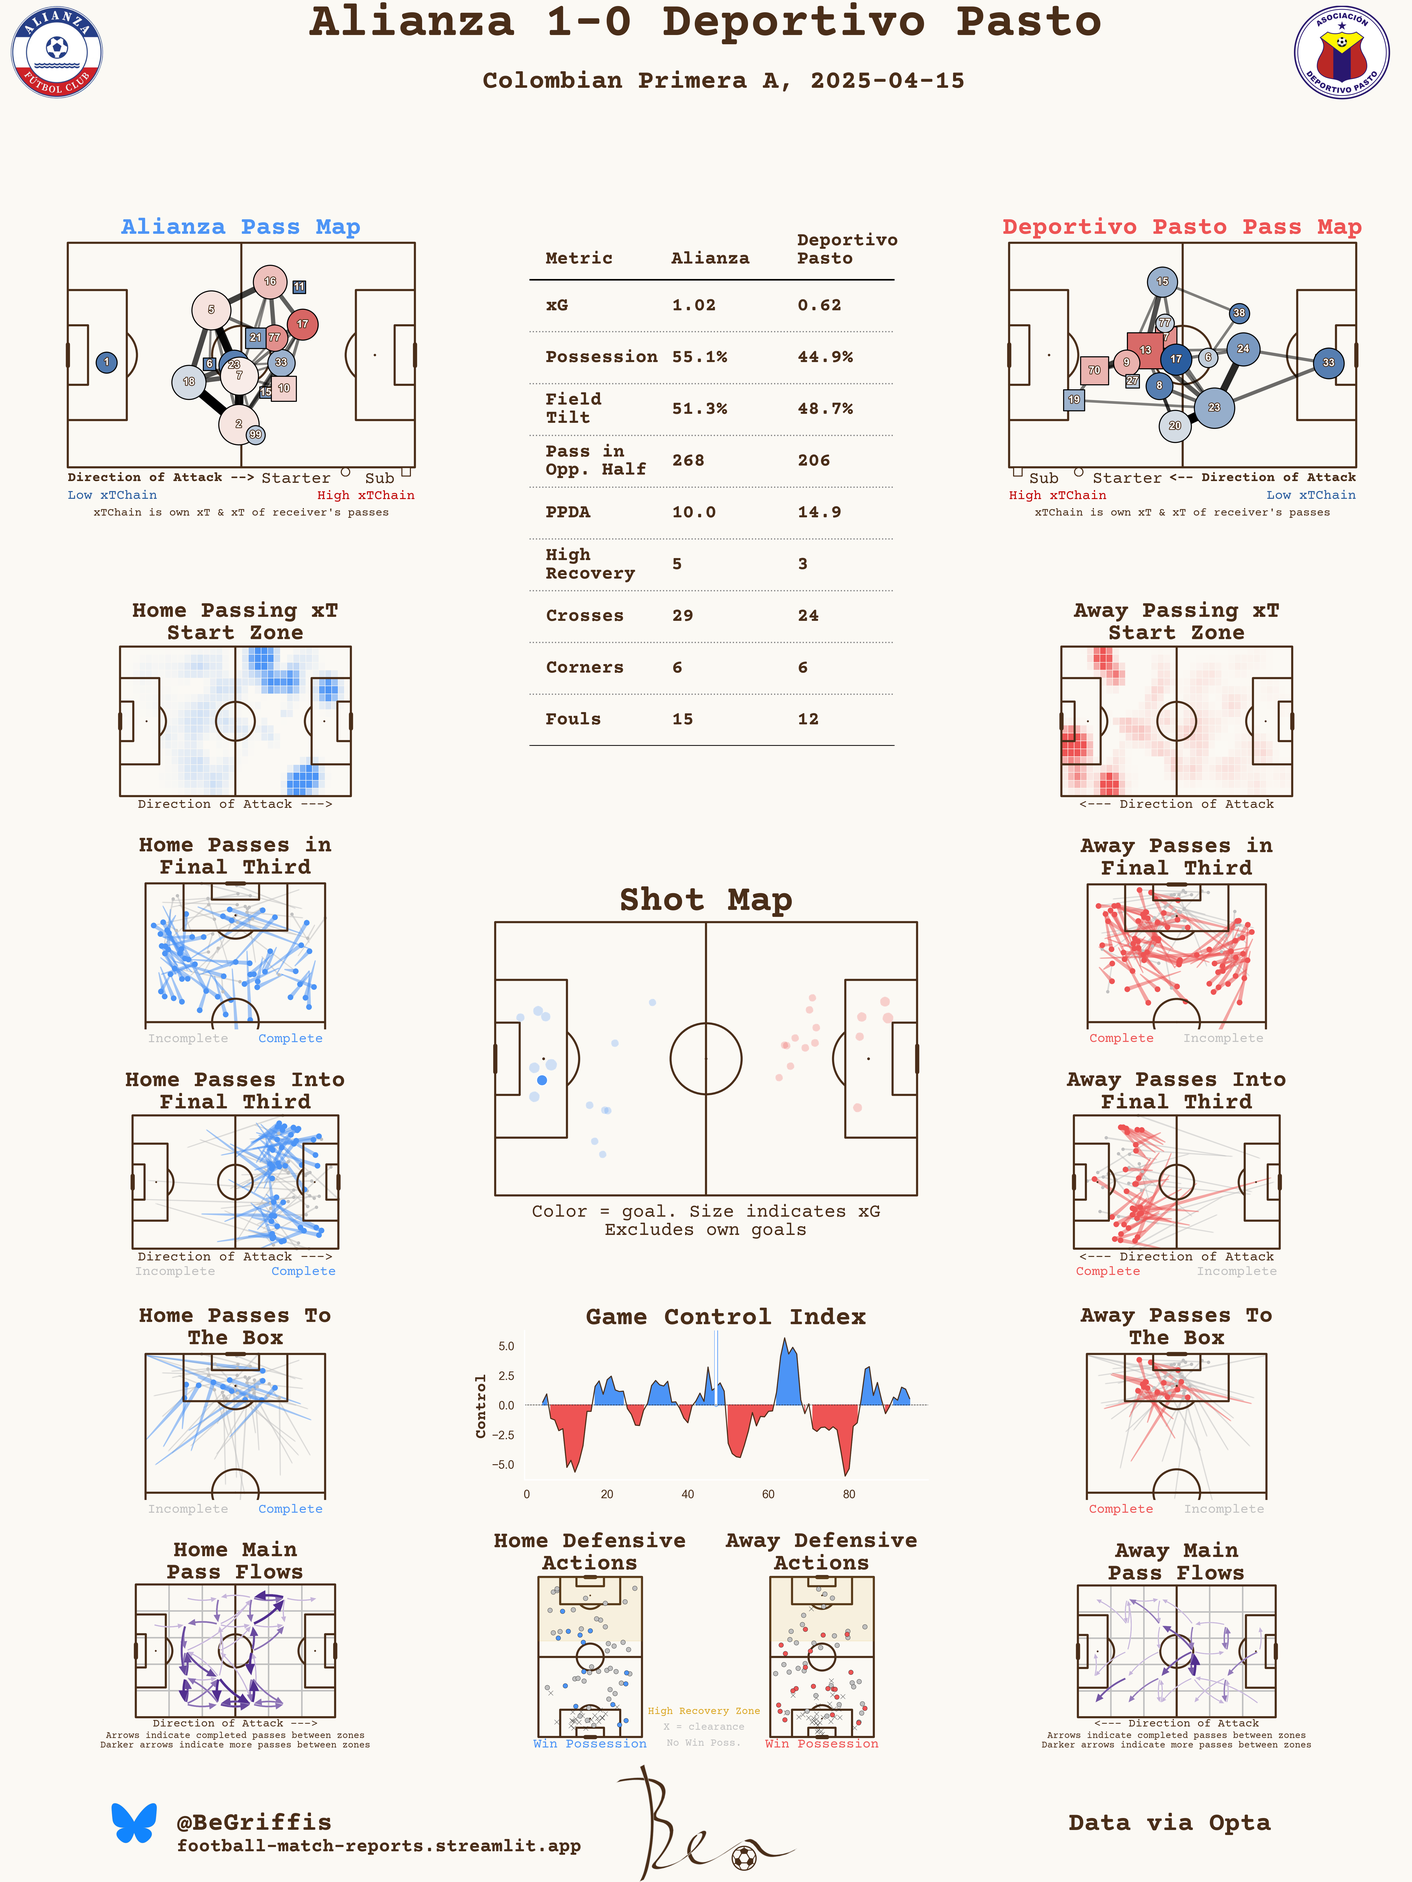 Alianza 1-0 Deportivo Pasto
Colombian Primera A, 2025-04-15
ALIANZA
FÚTBOL CLUB
ASOCIACIÓN
DEPORTIVO PASTO
Alianza Pass Map
16
11
5
17
21
77
1
6
23
33
7
18
15
10
2
99
Direction of Attack --> Starter Sub
Low xTChain High xTChain
xTChain is own xT & xT of receiver's passes
Metric Alianza Deportivo Pasto
xG 1.02 0.62
Possession 55.1% 44.9%
Field Tilt 51.3% 48.7%
Pass in Opp. Half 268 206
PPDA 10.0 14.9
High Recovery 5 3
Crosses 29 24
Corners 6 6
Fouls 15 12
Deportivo Pasto Pass Map
15
38
77
7
13
24
17
6
9
33
70
27
8
19
23
20
Sub Starter <-- Direction of Attack
High xTChain Low xTChain
xTChain is own xT & xT of receiver's passes
Home Passing xT
Start Zone
Direction of Attack --->
Away Passing xT
Start Zone
<--- Direction of Attack
Home Passes in
Final Third
Incomplete Complete
Away Passes in
Final Third
Complete Incomplete
Shot Map
Color = goal. Size indicates xG
Excludes own goals
Home Passes Into
Final Third
Direction of Attack --->
Incomplete Complete
Away Passes Into
Final Third
<--- Direction of Attack
Complete Incomplete
Home Passes To
The Box
Incomplete Complete
Game Control Index
Control
5.0
2.5
0.0
−2.5
−5.0
0 20 40 60 80
Away Passes To
The Box
Complete Incomplete
Home Main
Pass Flows
Direction of Attack --->
Arrows indicate completed passes between zones
Darker arrows indicate more passes between zones
Home Defensive
Actions
Win Possession
High Recovery Zone
X = clearance
No Win Poss.
Away Defensive
Actions
Win Possession
Away Main
Pass Flows
<--- Direction of Attack
Arrows indicate completed passes between zones
Darker arrows indicate more passes between zones
@BeGriffis
football-match-reports.streamlit.app
Ben
Data via Opta